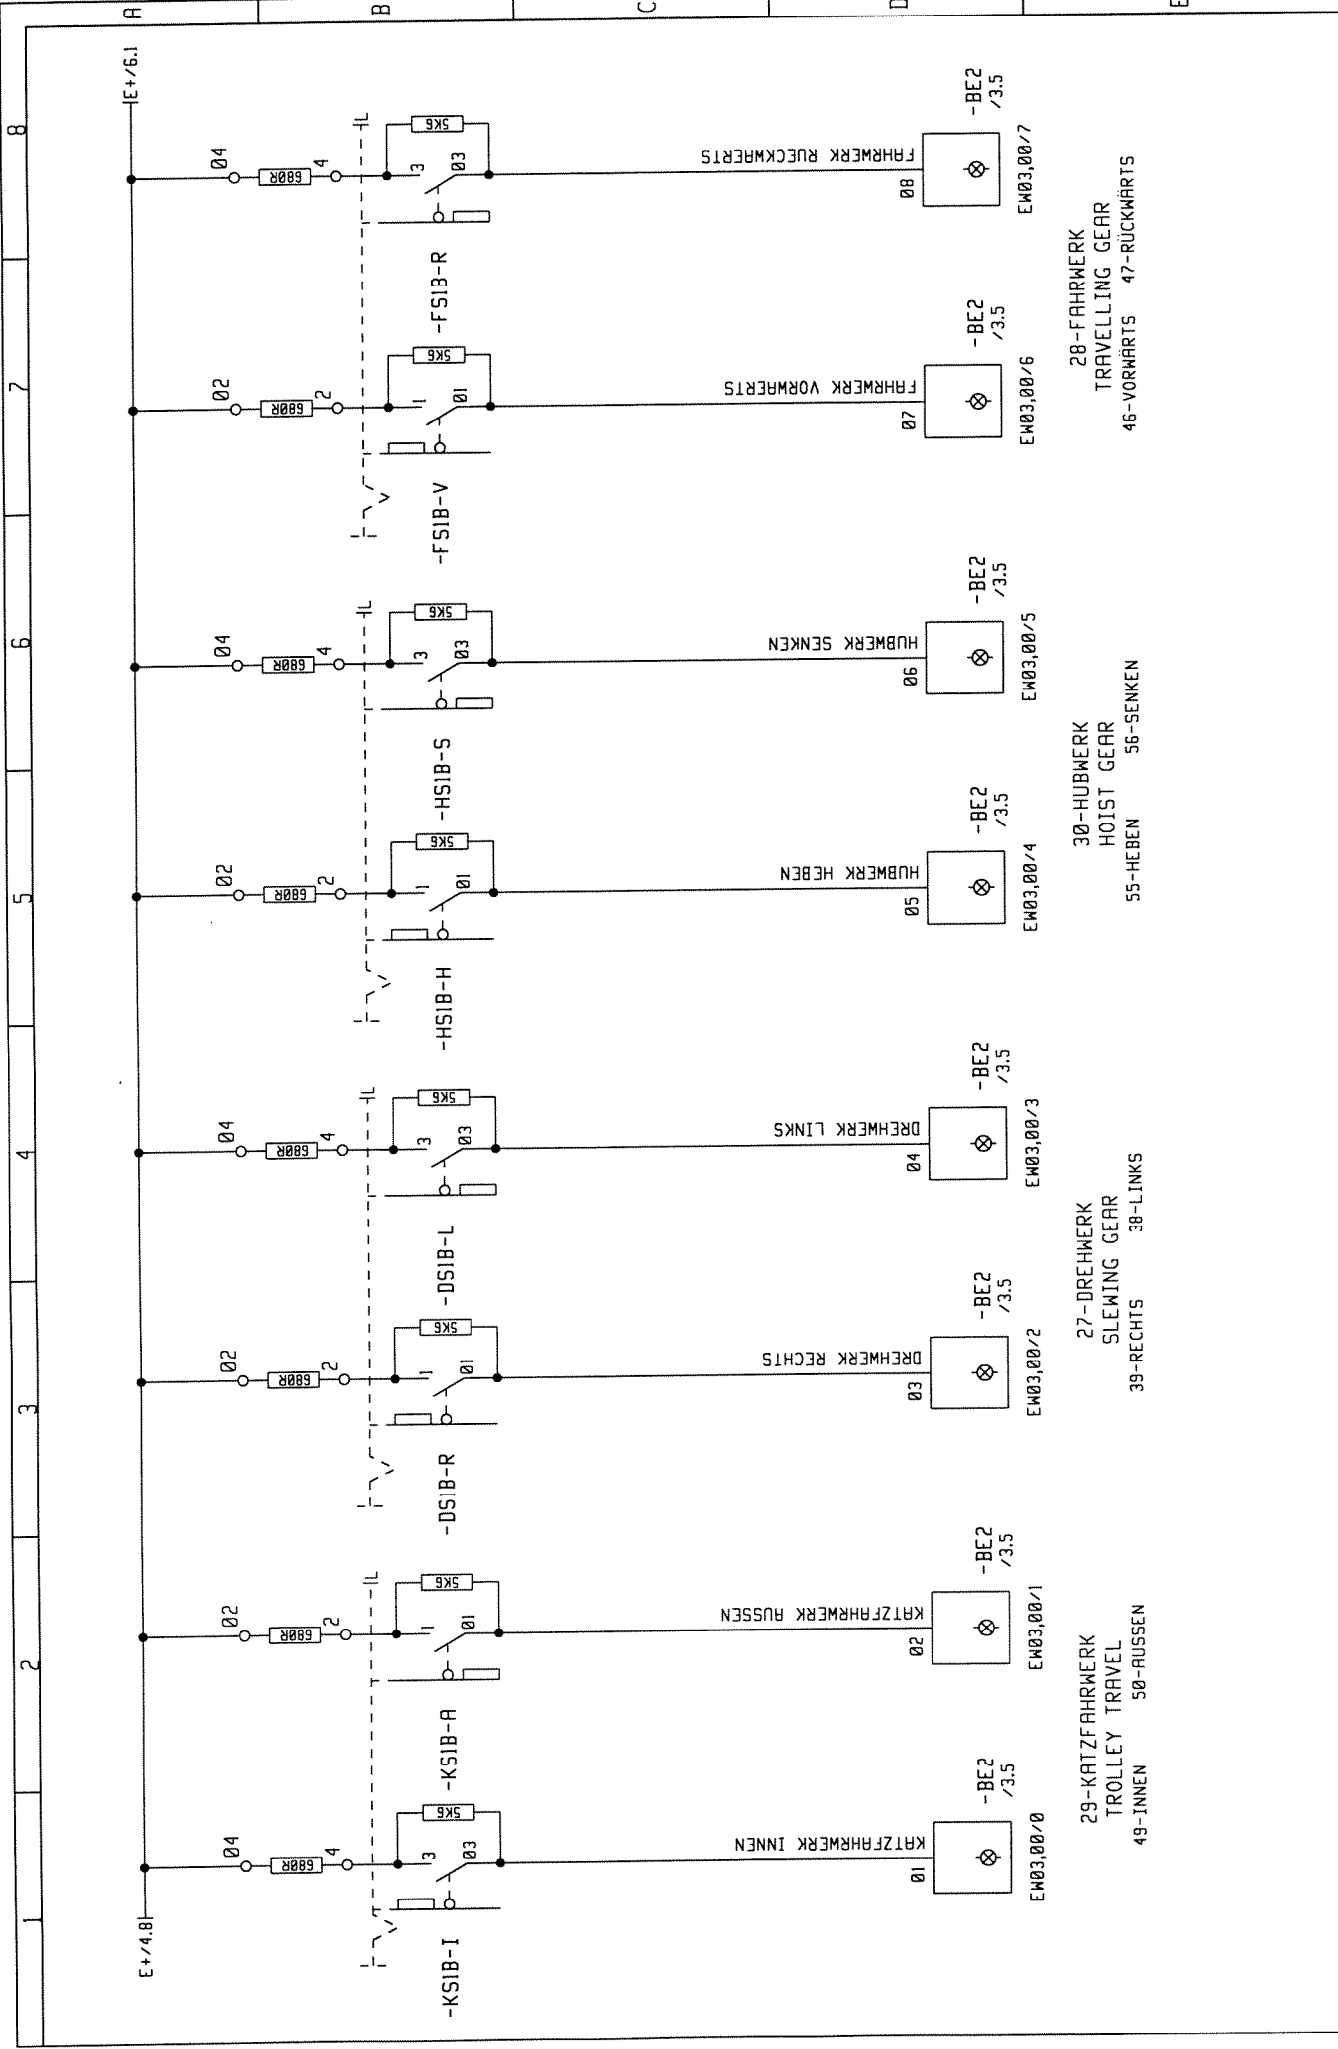 1
2
3
4
5
6
7
8
A
B
C
E+/4.8
E+/6.1
04
680R
4
3
03
5K6
-KS1B-I
KATZFAHRWERK INNEN
01
-BE2
/3.5
EW03,00/0
02
680R
2
1
01
5K6
-KS1B-A
KATZFAHRWERK AUSSEN
02
-BE2
/3.5
EW03,00/1
29-KATZFAHRWERK
TROLLEY TRAVEL
49-INNEN 50-AUSSEN
02
680R
2
1
01
5K6
-DS1B-R
DREHWERK RECHTS
03
-BE2
/3.5
EW03,00/2
04
680R
4
3
03
5K6
-DS1B-L
DREHWERK LINKS
04
-BE2
/3.5
EW03,00/3
27-DREHWERK
SLEWING GEAR
39-RECHTS 38-LINKS
02
680R
2
1
01
5K6
-HS1B-H
HUBWERK HEBEN
05
-BE2
/3.5
EW03,00/4
04
680R
4
3
03
5K6
-HS1B-S
HUBWERK SENKEN
06
-BE2
/3.5
EW03,00/5
30-HUBWERK
HOIST GEAR
55-HEBEN 56-SENKEN
02
680R
2
1
01
5K6
-FS1B-V
FAHRWERK VORWAERTS
07
-BE2
/3.5
EW03,00/6
04
680R
4
3
03
5K6
-FS1B-R
FAHRWERK RUECKWAERTS
08
-BE2
/3.5
EW03,00/7
28-FAHRWERK
TRAVELLING GEAR
46-VORWÄRTS 47-RÜCKWÄRTS